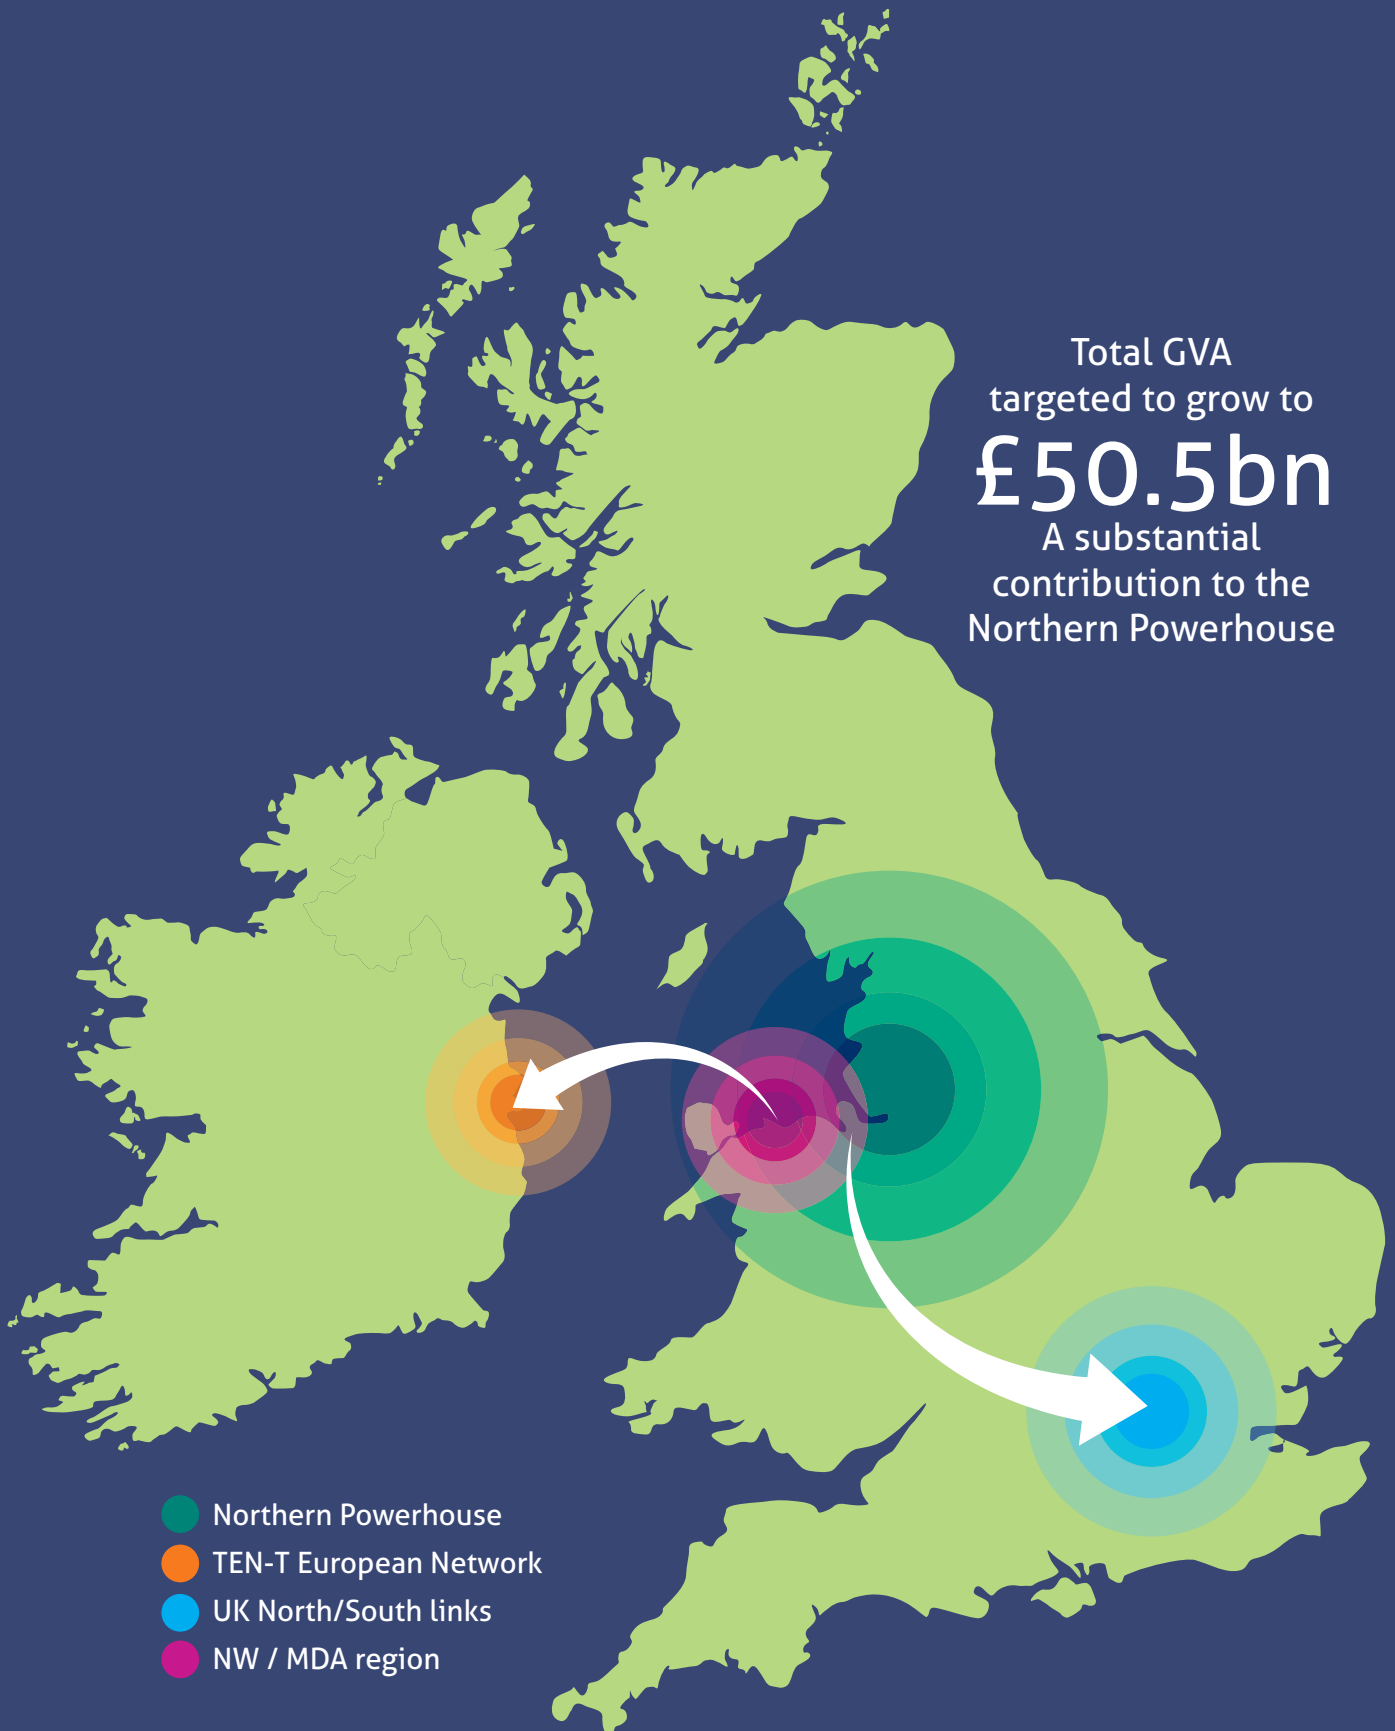 Total GVA
targeted to grow to
£50.5bn
A substantial
contribution to the
Northern Powerhouse
Northern Powerhouse
TEN-T European Network
UK North/South links
NW / MDA region